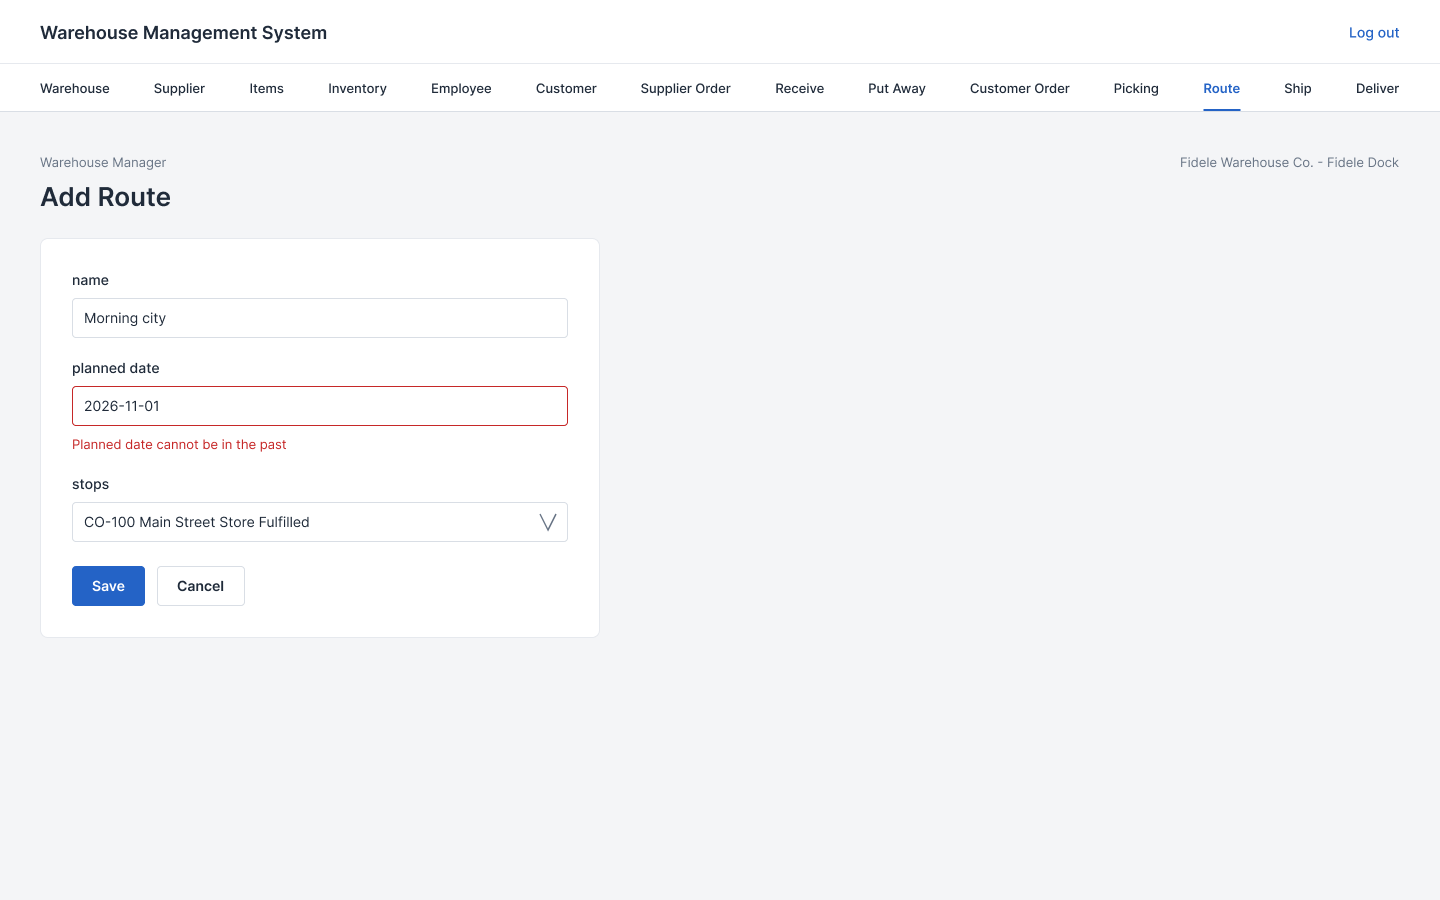 Warehouse Management System
Log out
Warehouse Supplier Items Inventory Employee Customer Supplier Order Receive Put Away Customer Order Picking Route Ship Deliver
Warehouse Manager
Fidele Warehouse Co. - Fidele Dock
Add Route
name
Morning city
planned date
2026-11-01
Planned date cannot be in the past
stops
CO-100 Main Street Store Fulfilled
Save Cancel